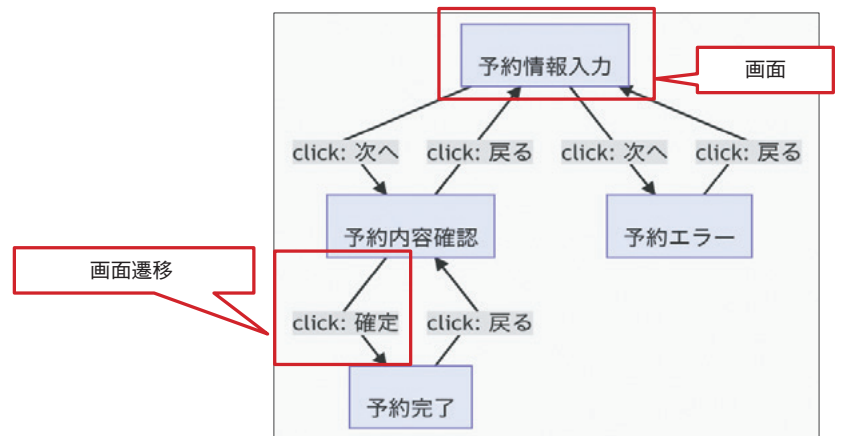 予約情報入力
画面
click: 次へ
click: 戻る
click: 次へ
click: 戻る
予約内容確認
予約エラー
画面遷移
click: 確定
click: 戻る
予約完了